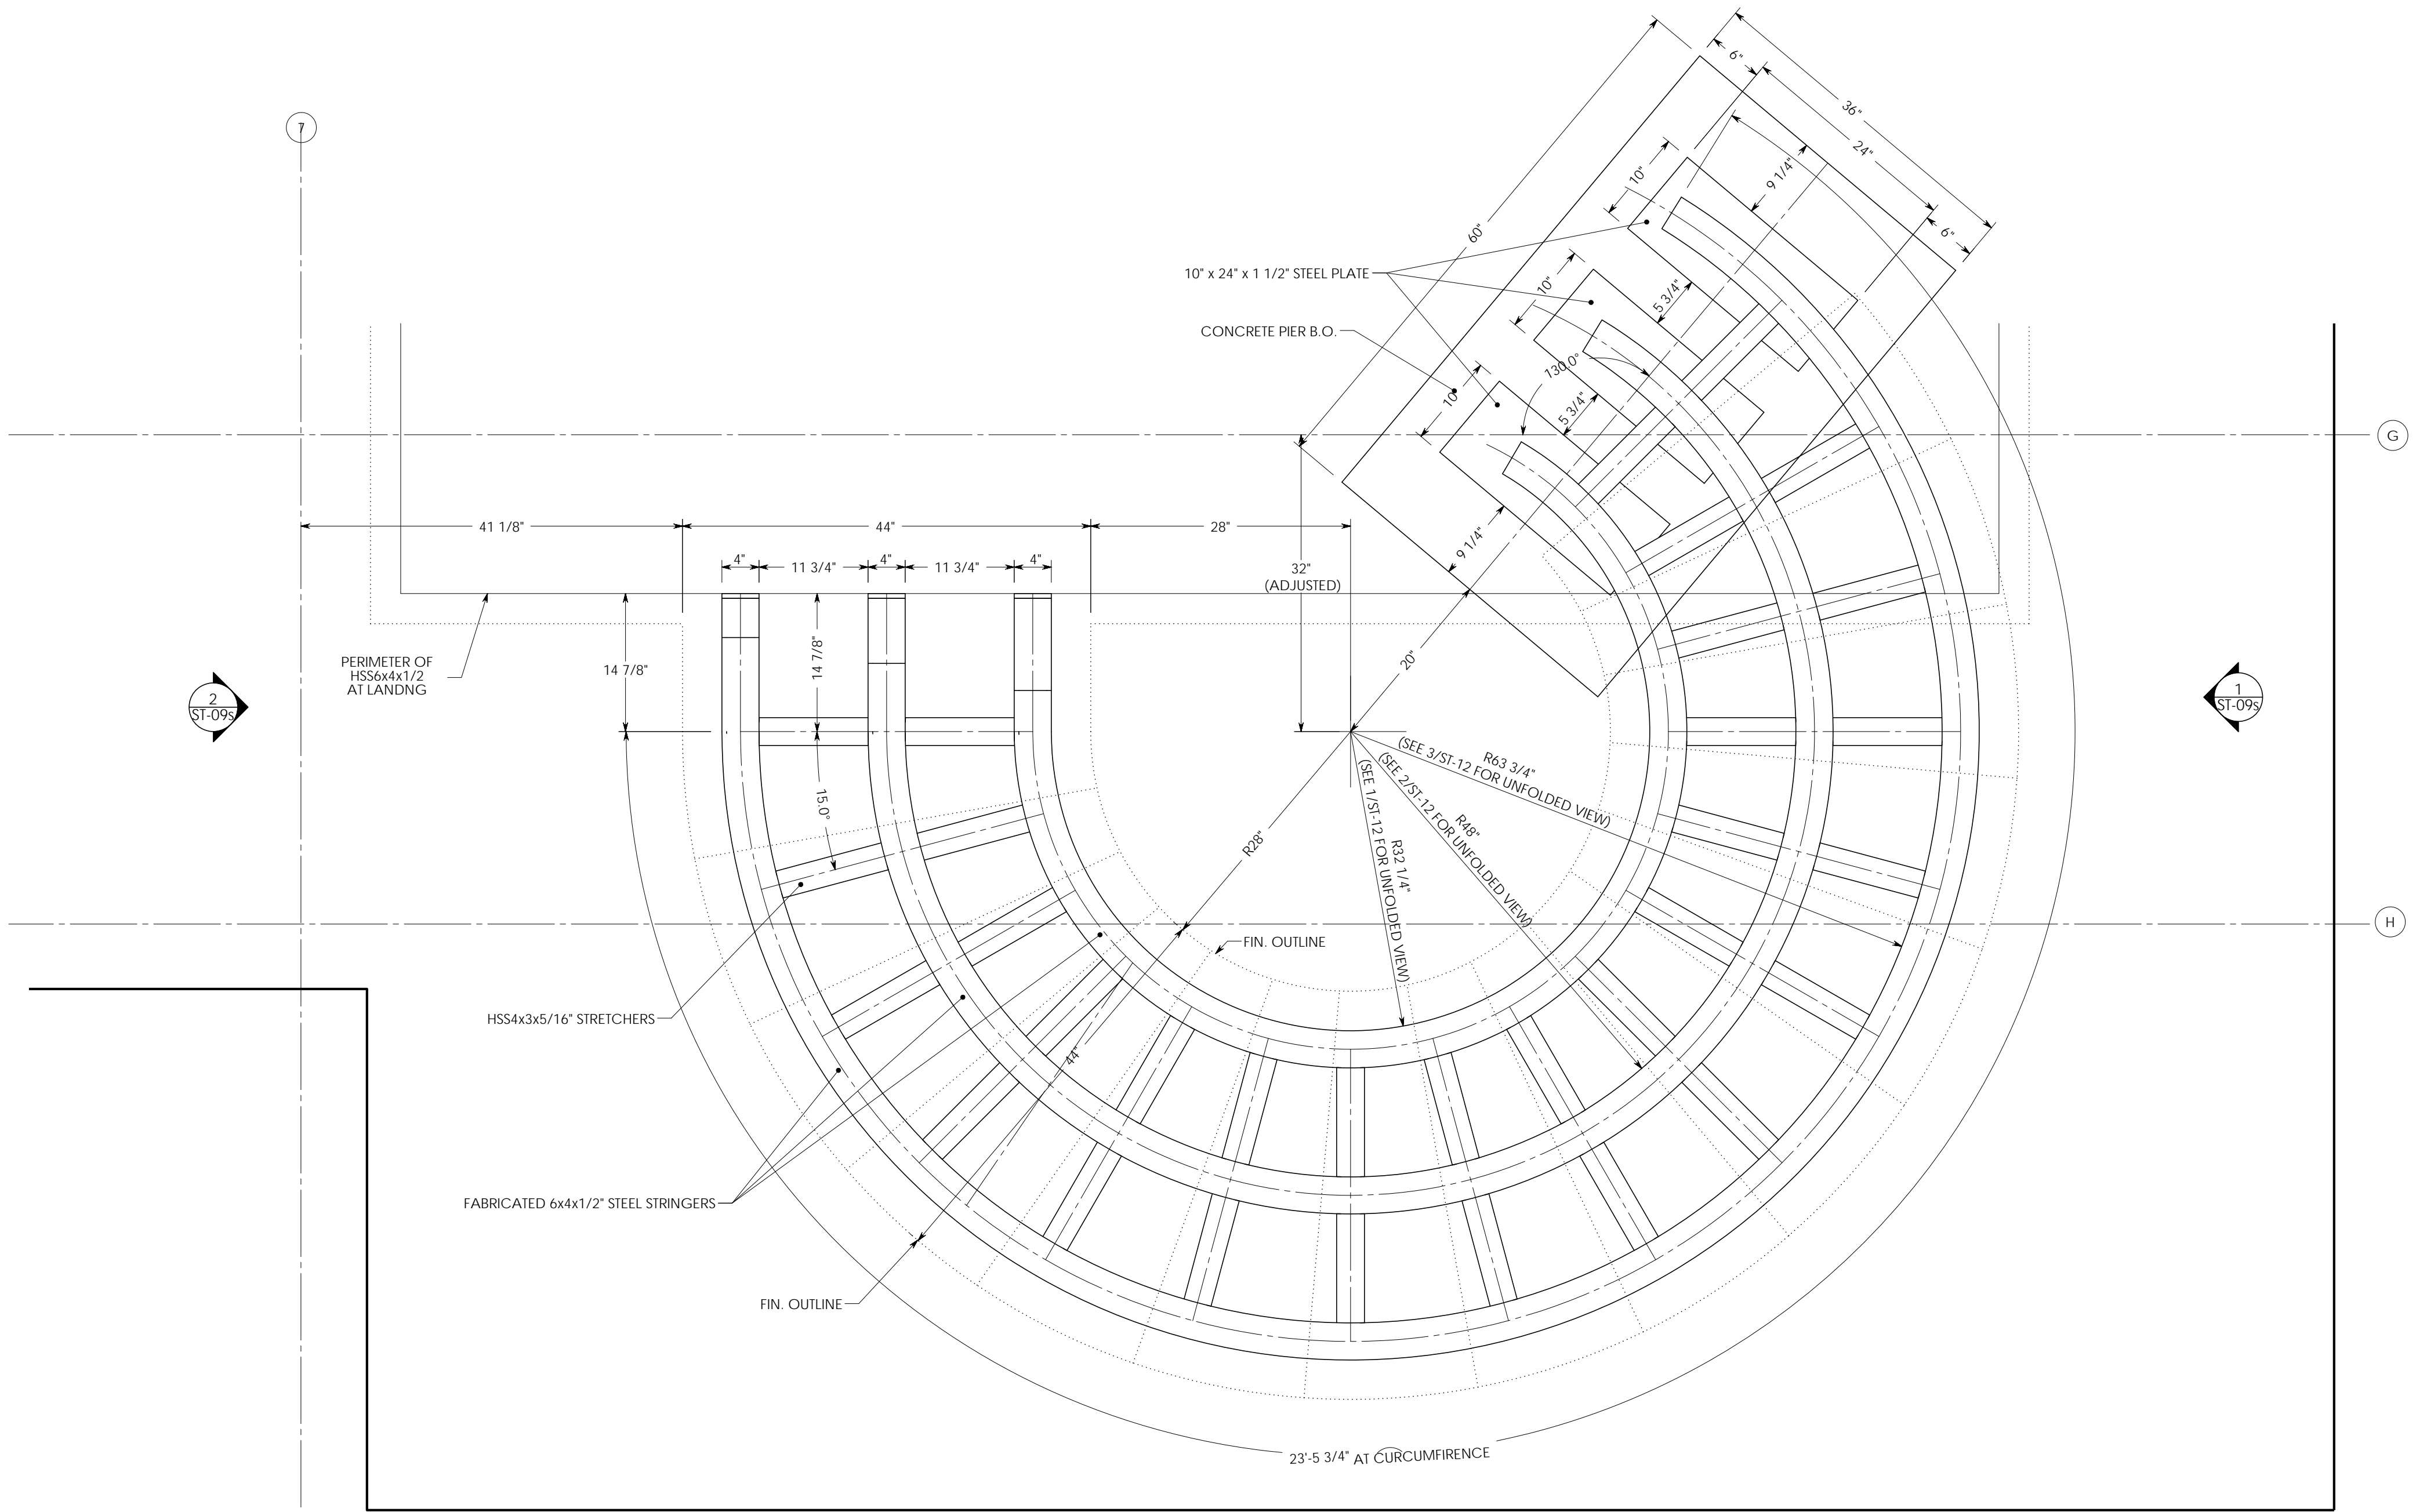 7
6"
36"
24"
6"
10"
9 1/4"
60"
10" x 24" x 1 1/2" STEEL PLATE
10"
5 3/4"
CONCRETE PIER B.O.
130.0°
10"
5 3/4"
G
41 1/8"
44"
28"
4"
11 3/4"
4"
11 3/4"
4"
32"
(ADJUSTED)
9 1/4"
PERIMETER OF
HSS6x4x1/2
AT LANDNG
14 7/8"
14 7/8"
20"
2
ST-09s
1
ST-09s
15.0°
R63 3/4"
(SEE 3/ST-12 FOR UNFOLDED VIEW)
R48"
(SEE 2/ST-12 FOR UNFOLDED VIEW)
R32 1/4"
(SEE 1/ST-12 FOR UNFOLDED VIEW)
R28"
H
FIN. OUTLINE
HSS4x3x5/16" STRETCHERS
44"
FABRICATED 6x4x1/2" STEEL STRINGERS
FIN. OUTLINE
23'-5 3/4" AT CURCUMFIRENCE